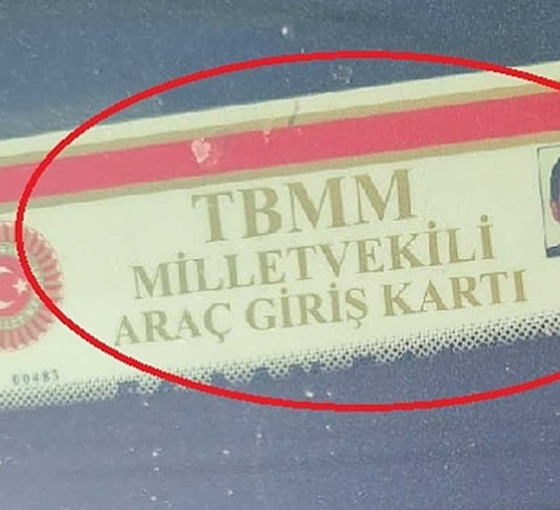 TBMM
MİLLETVEKİLİ
ARAÇ GİRİŞ KARTI
00483